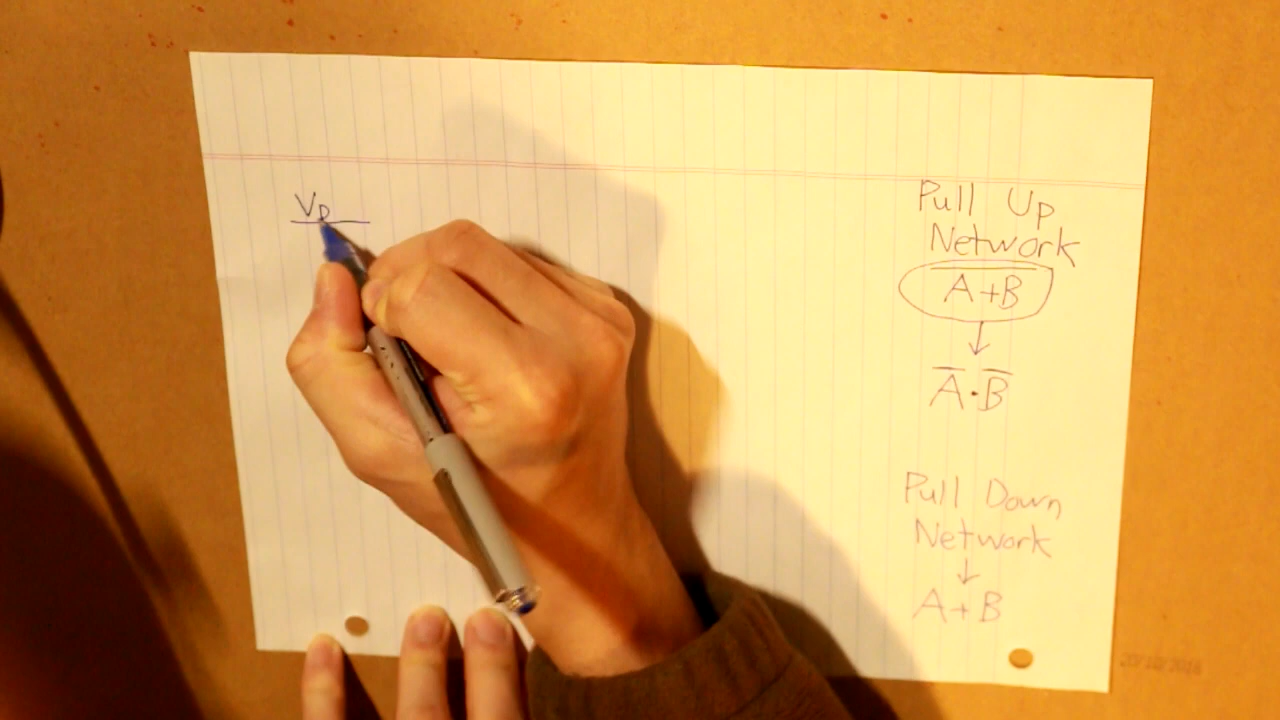 V_D
Pull Up
Network
A̅+̅B̅
↓
A̅·B̅
Pull Down
Network
↓
A+B